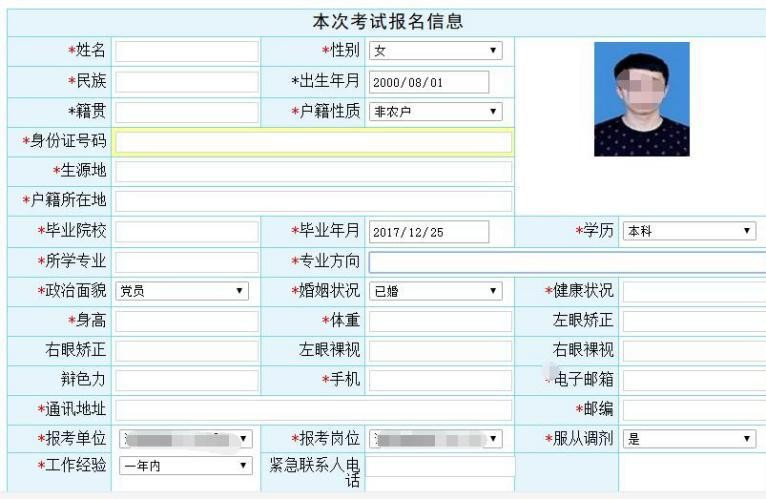 本次考试报名信息
*姓名 *性别 女
*民族 *出生年月 2000/08/01
*籍贯 *户籍性质 非农户
*身份证号码
*生源地
*户籍所在地
*毕业院校 *毕业年月 2017/12/25 *学历 本科
*所学专业 *专业方向
*政治面貌 党员 *婚姻状况 已婚 *健康状况
*身高 *体重 左眼矫正
右眼矫正 左眼裸视 右眼裸视
辩色力 *手机 电子邮箱
*通讯地址 *邮编
*报考单位 *报考岗位 *服从调剂 是
*工作经验 一年内 紧急联系人电
话